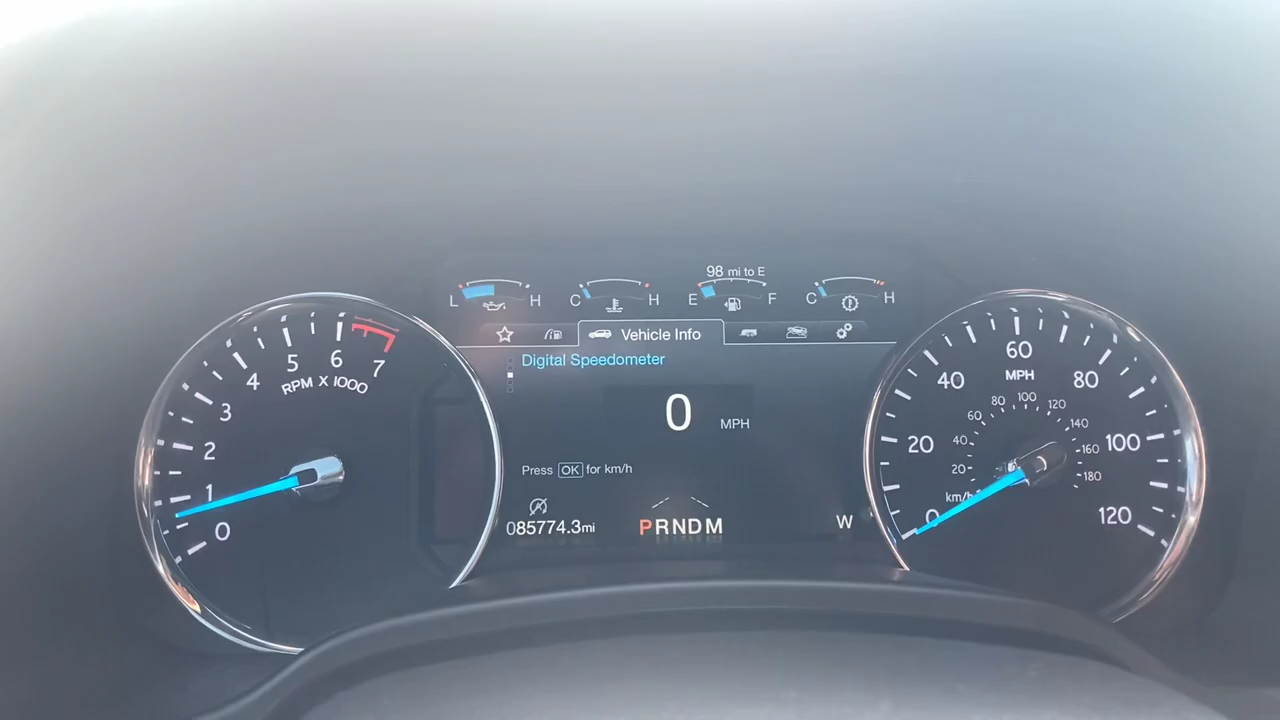 98 mi to E
L H C H E F C H
Vehicle Info
Digital Speedometer
0 MPH
Press OK for km/h
085774.3mi
PRNDM
W
0
1
2
3
4
5
6
7
RPM X 1000
0
20
40
60
80
100
120
MPH
km/h
20
40
60
80
100
120
140
160
180